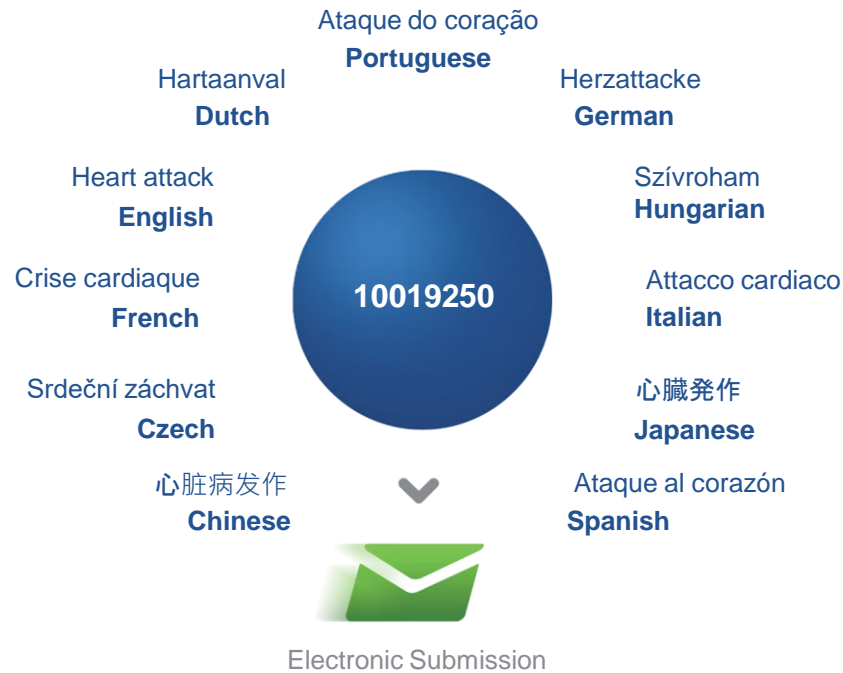 Ataque do coração
Portuguese
Hartaanval
Dutch
Herzattacke
German
Heart attack
English
Szívroham
Hungarian
Crise cardiaque
French
10019250
Attacco cardiaco
Italian
Srdeční záchvat
Czech
心臓発作
Japanese
心脏病发作
Chinese
Ataque al corazón
Spanish
Electronic Submission